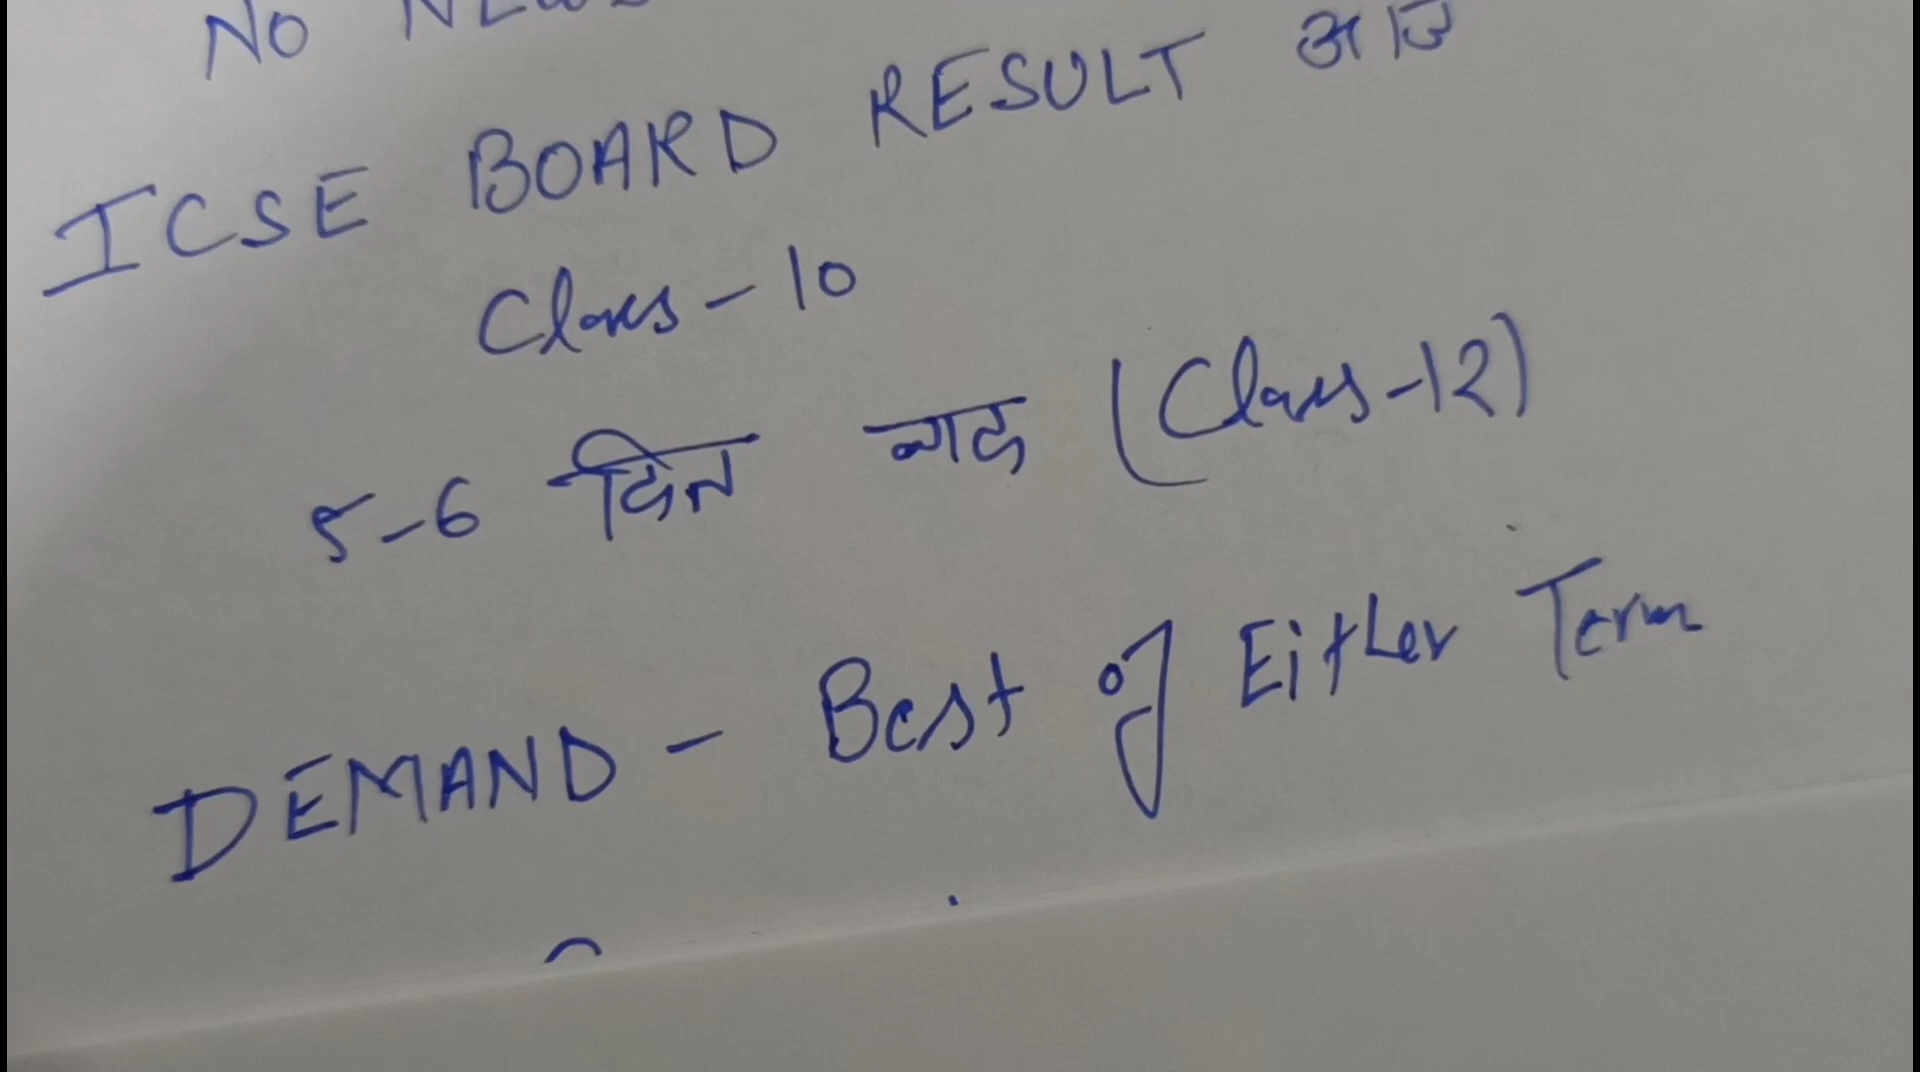 NO
ICSE BOARD RESULT आज
Class - 10
5-6 दिन बाद (Class-12)
DEMAND - Best of Either Term